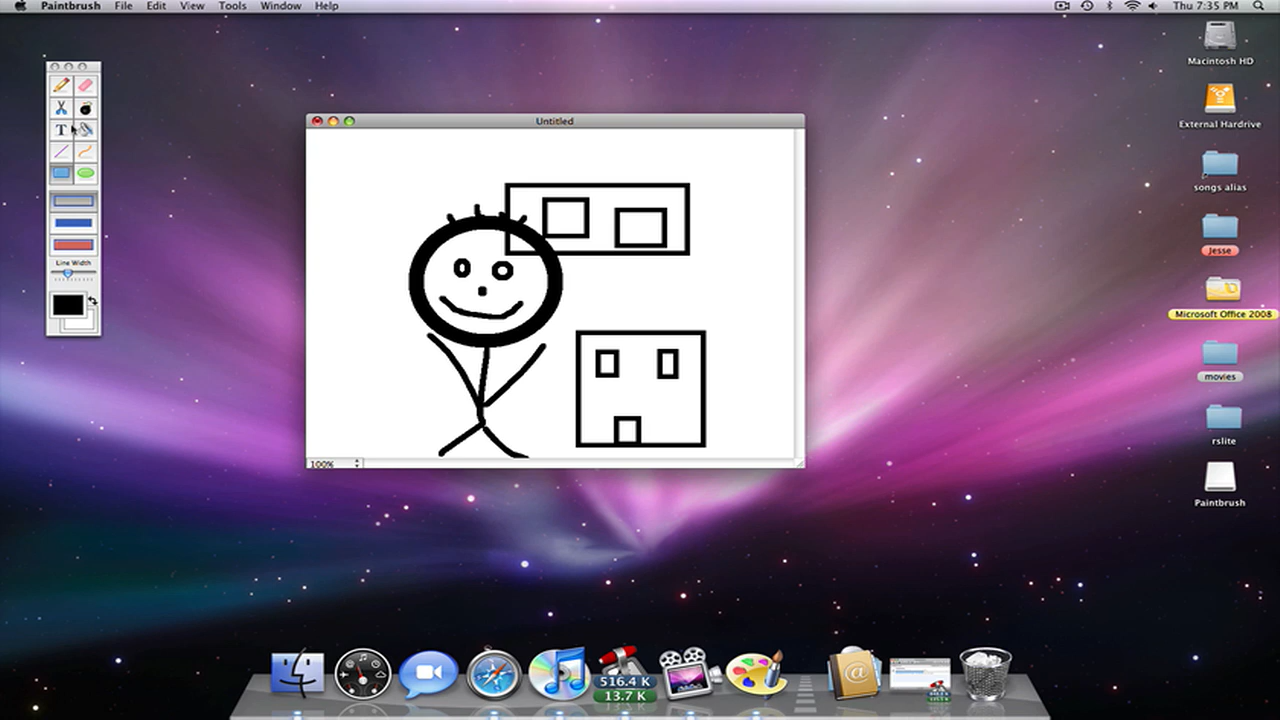 Paintbrush File Edit View Tools Window Help Thu 7:35 PM
Macintosh HD
External Hardrive
songs alias
Jesse
Microsoft Office 2008
movies
rslite
Paintbrush
T
Line Width
Untitled
100%
516.4 K
13.7 K
@